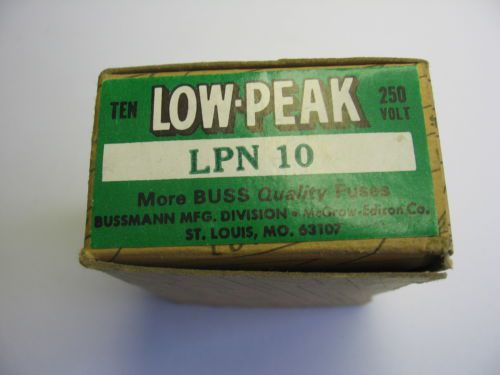 TEN LOW-PEAK 250 VOLT
LPN 10
More BUSS Quality Fuses
BUSSMANN MFG. DIVISION • McGraw-Edison Co.
ST. LOUIS, MO. 63107